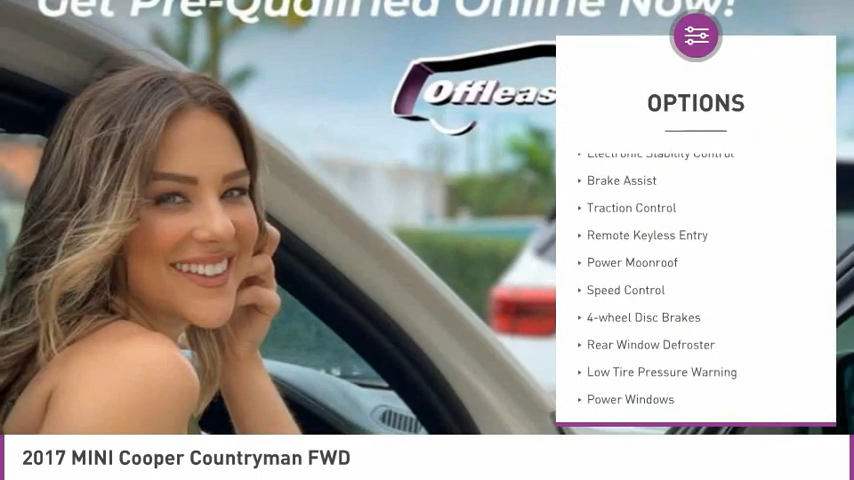 Get Pre-Qualified Online Now!
Offleas
OPTIONS
Electronic Stability Control
Brake Assist
Traction Control
Remote Keyless Entry
Power Moonroof
Speed Control
4-wheel Disc Brakes
Rear Window Defroster
Low Tire Pressure Warning
Power Windows
2017 MINI Cooper Countryman FWD